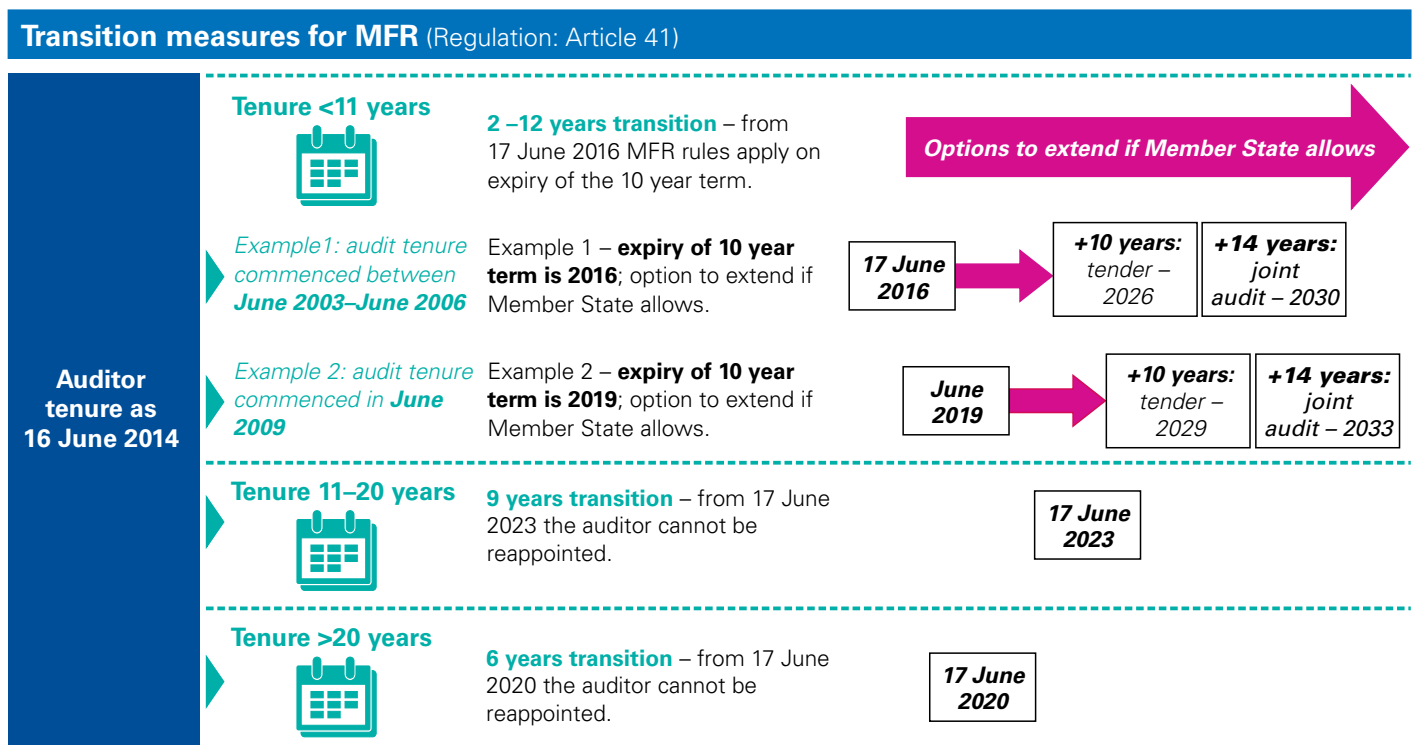 Transition measures for MFR (Regulation: Article 41)
Auditor
tenure as
16 June 2014
Tenure <11 years
2 –12 years transition – from
17 June 2016 MFR rules apply on
expiry of the 10 year term.
Options to extend if Member State allows
Example1: audit tenure
commenced between
June 2003–June 2006
Example 1 – expiry of 10 year
term is 2016; option to extend if
Member State allows.
17 June
2016
+10 years:
tender –
2026
+14 years:
joint
audit – 2030
Example 2: audit tenure
commenced in June
2009
Example 2 – expiry of 10 year
term is 2019; option to extend if
Member State allows.
June
2019
+10 years:
tender –
2029
+14 years:
joint
audit – 2033
Tenure 11–20 years
9 years transition – from 17 June
2023 the auditor cannot be
reappointed.
17 June
2023
Tenure >20 years
6 years transition – from 17 June
2020 the auditor cannot be
reappointed.
17 June
2020